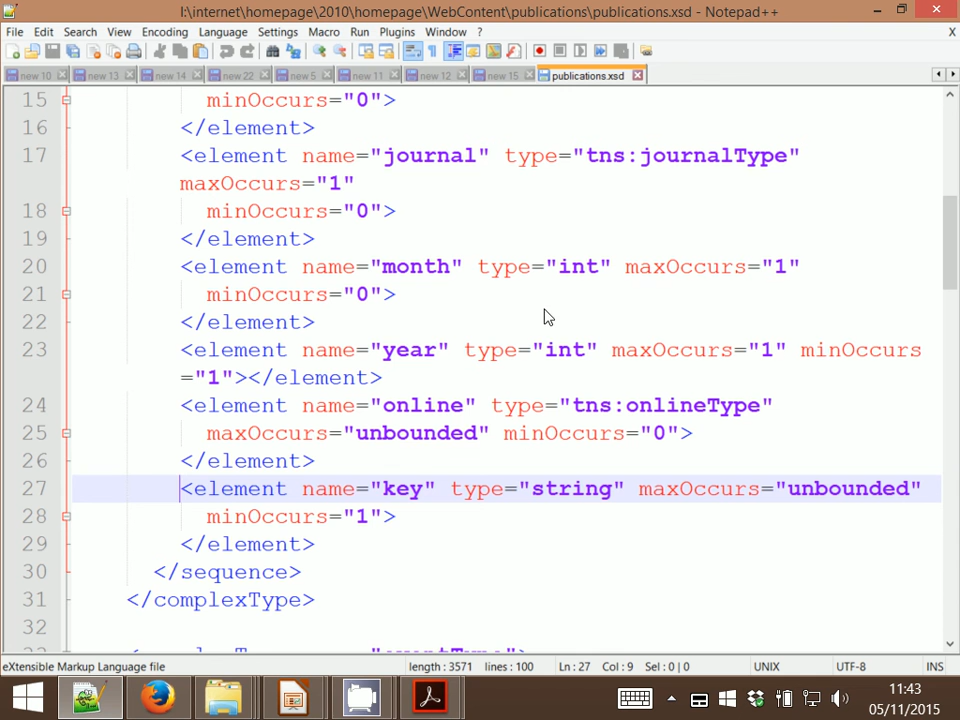 I:\internet\homepage\2010\homepage\WebContent\publications\publications.xsd - Notepad++
File Edit Search View Encoding Language Settings Macro Run Plugins Window ? X
new 10 new 13 new 14 new 22 new 5 new 11 new 12 new 15 publications.xsd
15 minOccurs="0">
16 </element>
17 <element name="journal" type="tns:journalType"
maxOccurs="1"
18 minOccurs="0">
19 </element>
20 <element name="month" type="int" maxOccurs="1"
21 minOccurs="0">
22 </element>
23 <element name="year" type="int" maxOccurs="1" minOccurs
="1"></element>
24 <element name="online" type="tns:onlineType"
25 maxOccurs="unbounded" minOccurs="0">
26 </element>
27 <element name="key" type="string" maxOccurs="unbounded"
28 minOccurs="1">
29 </element>
30 </sequence>
31 </complexType>
32
eXtensible Markup Language file length : 3571 lines : 100 Ln : 27 Col : 9 Sel : 0 | 0 UNIX UTF-8 INS
11:43
05/11/2015